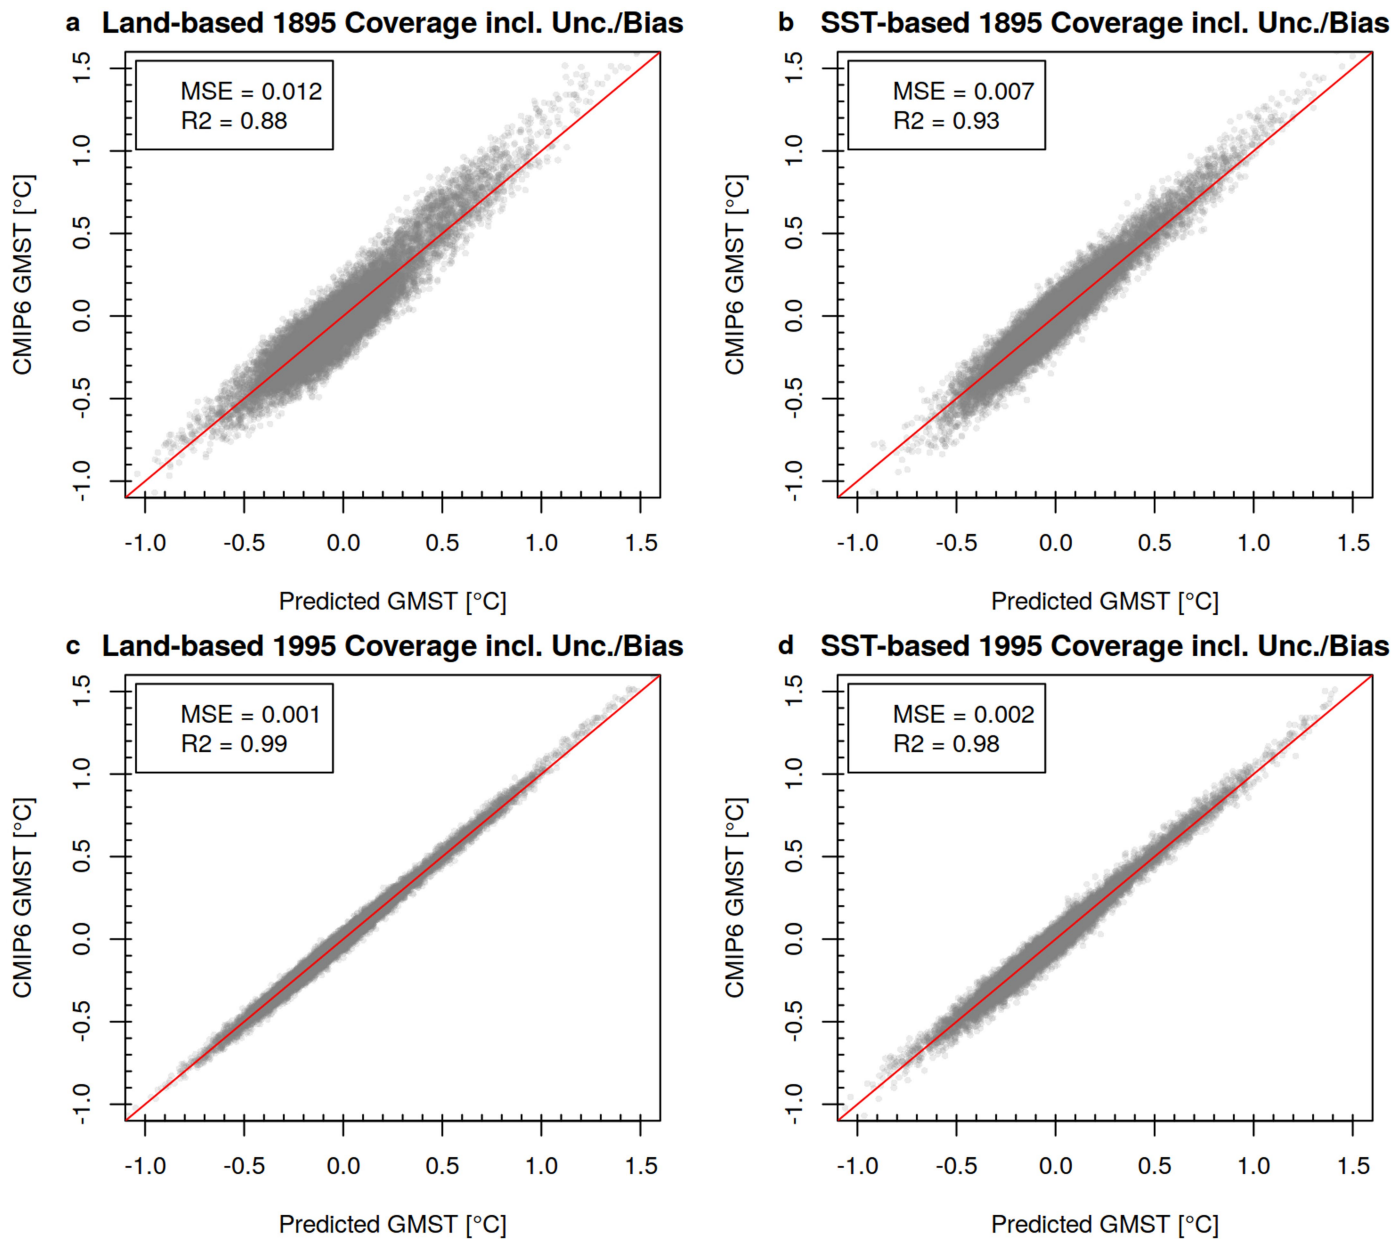 a Land-based 1895 Coverage incl. Unc./Bias
MSE = 0.012
R2 = 0.88
CMIP6 GMST [°C]
1.5
1.0
0.5
0.0
-0.5
-1.0
-1.0 -0.5 0.0 0.5 1.0 1.5
Predicted GMST [°C]
b SST-based 1895 Coverage incl. Unc./Bias
MSE = 0.007
R2 = 0.93
CMIP6 GMST [°C]
1.5
1.0
0.5
0.0
-0.5
-1.0
-1.0 -0.5 0.0 0.5 1.0 1.5
Predicted GMST [°C]
c Land-based 1995 Coverage incl. Unc./Bias
MSE = 0.001
R2 = 0.99
CMIP6 GMST [°C]
1.5
1.0
0.5
0.0
-0.5
-1.0
-1.0 -0.5 0.0 0.5 1.0 1.5
Predicted GMST [°C]
d SST-based 1995 Coverage incl. Unc./Bias
MSE = 0.002
R2 = 0.98
CMIP6 GMST [°C]
1.5
1.0
0.5
0.0
-0.5
-1.0
-1.0 -0.5 0.0 0.5 1.0 1.5
Predicted GMST [°C]